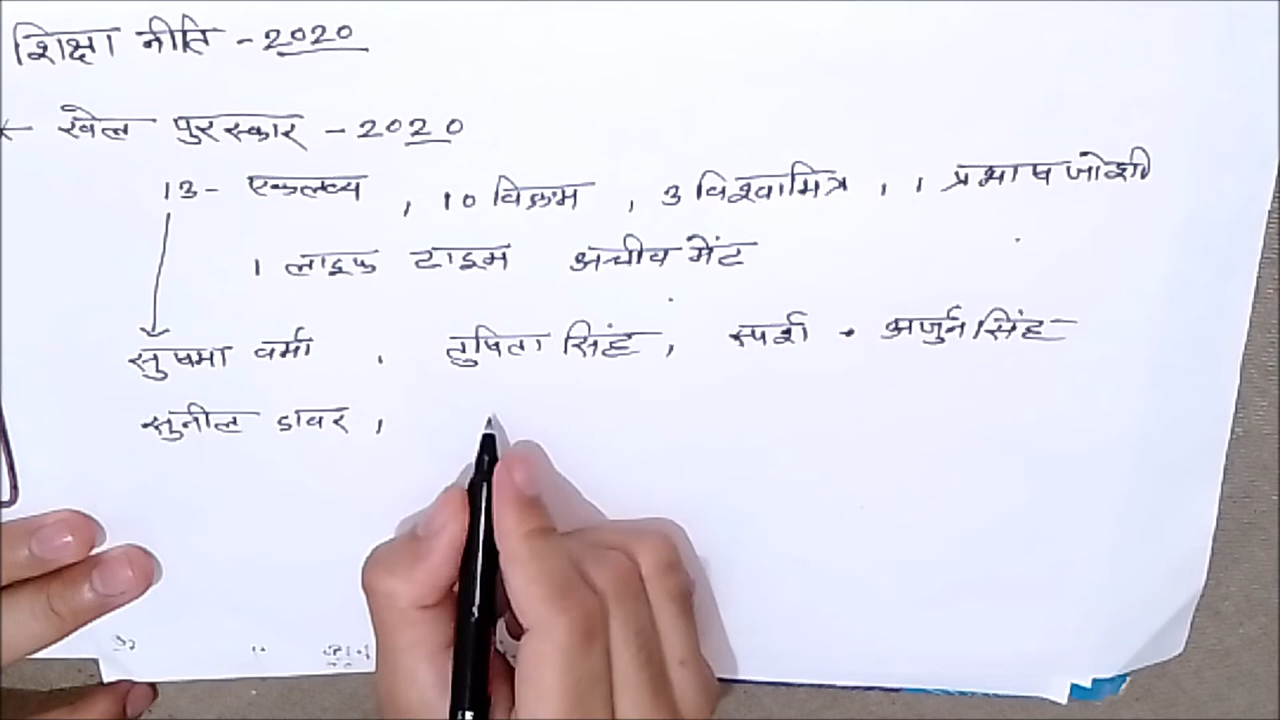 शिक्षा नीति - 2020
खेल पुरस्कार - 2020
13 - एकलव्य , 10 विक्रम , 3 विश्वामित्र , 1 प्रभाष जोशी
1 लाइफ टाइम अचीवमेंट
सुषमा वर्मा , तुषिता सिंह , स्पर्श . अर्जुन सिंह
सुनील डावर ,